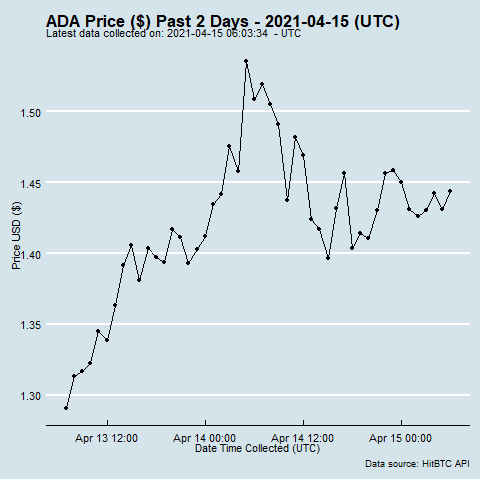 ADA Price ($) Past 2 Days - 2021-04-15 (UTC)
Latest data collected on: 2021-04-15 06:03:34 - UTC
1.50
1.45
1.40
1.35
1.30
Price USD ($)
Apr 13 12:00
Apr 14 00:00
Apr 14 12:00
Apr 15 00:00
Date Time Collected (UTC)
Data source: HitBTC API